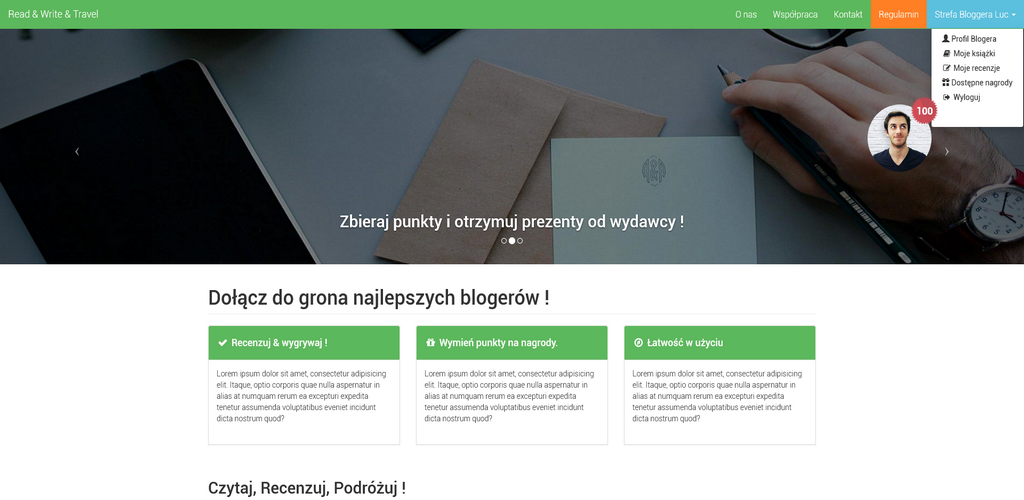 Read & Write & Travel
O nas
Współpraca
Kontakt
Regulamin
Strefa Bloggera Luc
Profil Blogera
Moje książki
Moje recenzje
Dostępne nagrody
Wyloguj
100
Zbieraj punkty i otrzymuj prezenty od wydawcy !
Dołącz do grona najlepszych blogerów !
Recenzuj & wygrywaj !
Lorem ipsum dolor sit amet, consectetur adipisicing
elit. Itaque, optio corporis quae nulla aspernatur in
alias at numquam rerum ea excepturi expedita
tenetur assumenda voluptatibus eveniet incidunt
dicta nostrum quod?
Wymień punkty na nagrody.
Lorem ipsum dolor sit amet, consectetur adipisicing
elit. Itaque, optio corporis quae nulla aspernatur in
alias at numquam rerum ea excepturi expedita
tenetur assumenda voluptatibus eveniet incidunt
dicta nostrum quod?
Łatwość w użyciu
Lorem ipsum dolor sit amet, consectetur adipisicing
elit. Itaque, optio corporis quae nulla aspernatur in
alias at numquam rerum ea excepturi expedita
tenetur assumenda voluptatibus eveniet incidunt
dicta nostrum quod?
Czytaj, Recenzuj, Podróżuj !